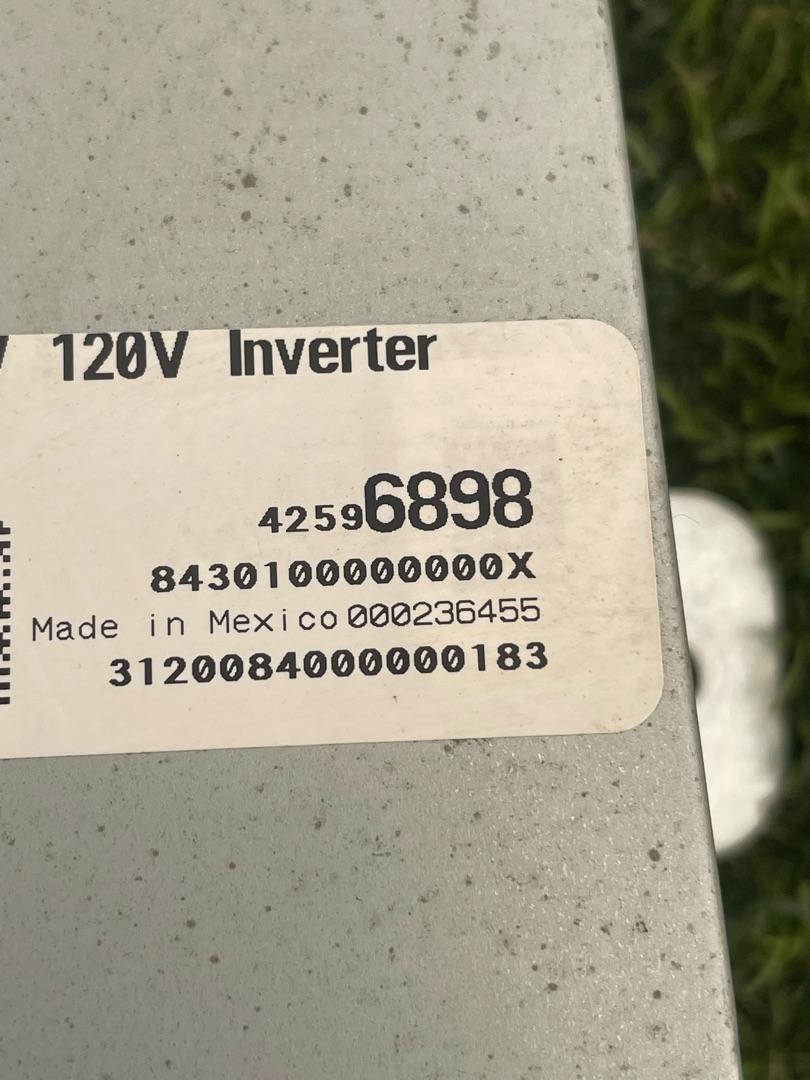 120V Inverter
42596898
8430100000000X
Made in Mexico 000236455
3120084000000183